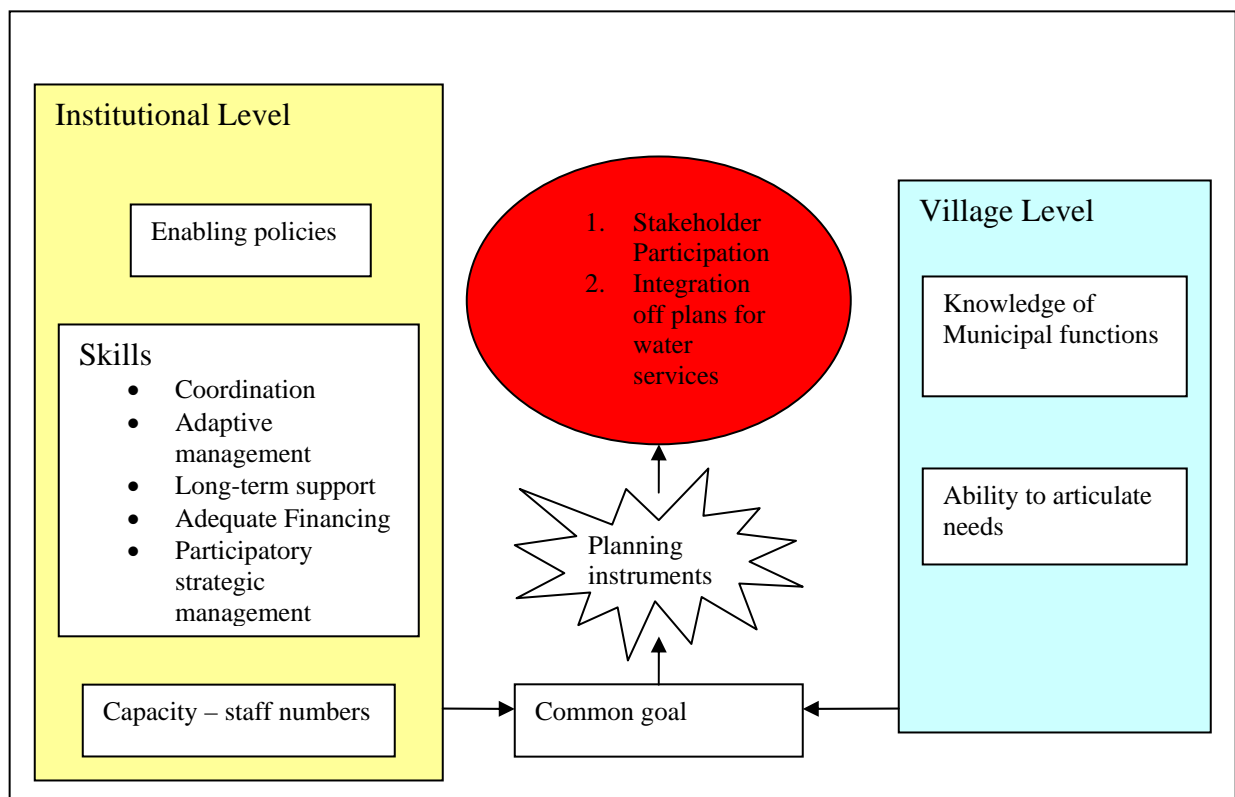 Institutional Level
Enabling policies
Skills
• Coordination
• Adaptive
management
• Long-term support
• Adequate Financing
• Participatory
strategic
management
Capacity – staff numbers
1. Stakeholder
Participation
2. Integration
off plans for
water
services
Planning
instruments
Common goal
Village Level
Knowledge of
Municipal functions
Ability to articulate
needs